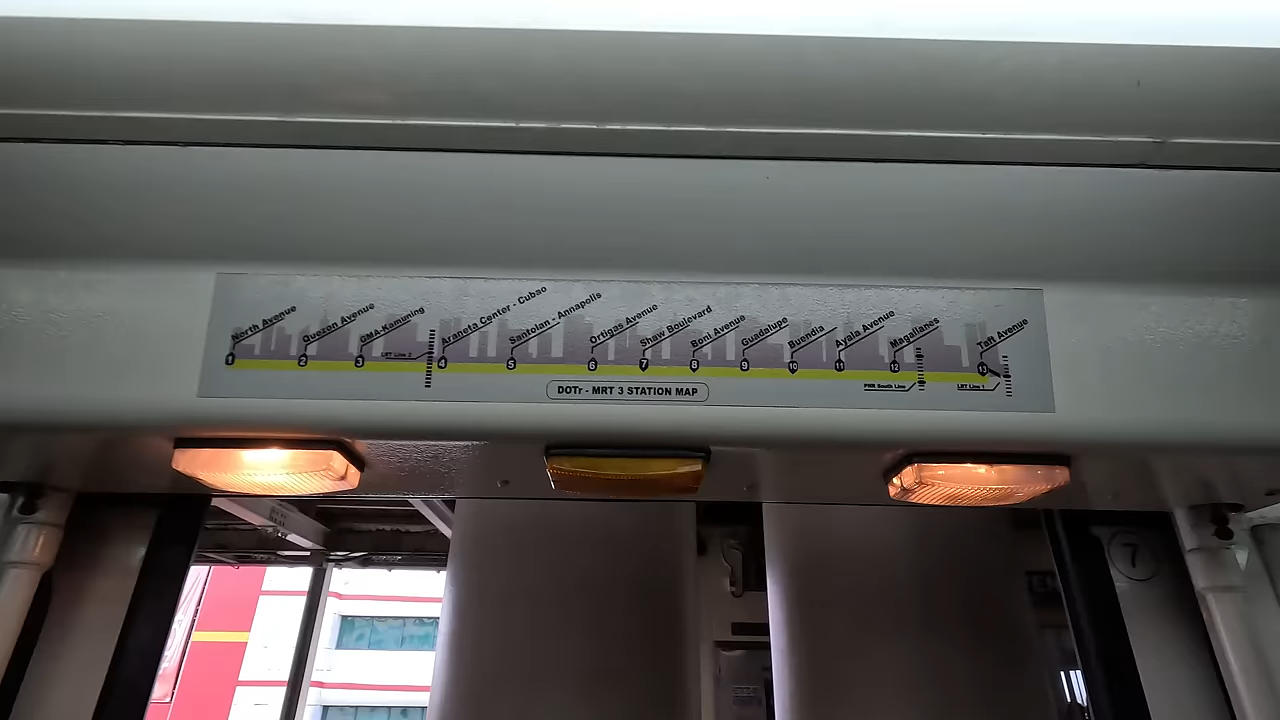 North Avenue
Quezon Avenue
GMA-Kamuning
LRT Line 2
Araneta Center - Cubao
Santolan - Annapolis
Ortigas Avenue
Shaw Boulevard
Boni Avenue
Guadalupe
Buendia
Ayala Avenue
Magallanes
Taft Avenue
1 2 3 4 5 6 7 8 9 10 11 12 13
PNR South Line
LRT Line 1
DOTr - MRT 3 STATION MAP
7